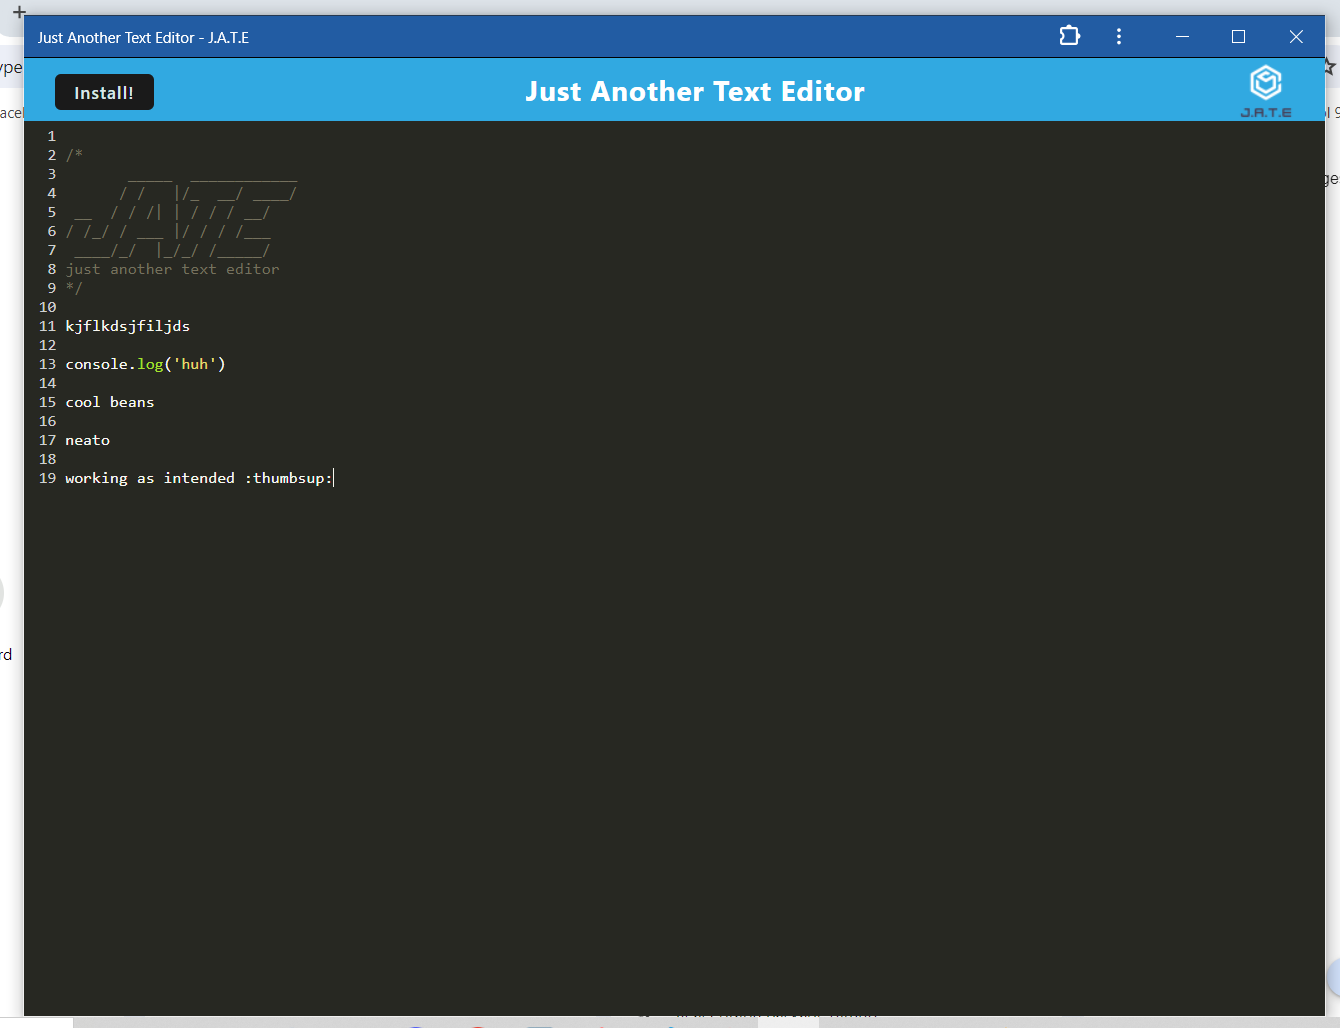 Just Another Text Editor - J.A.T.E
Install!
Just Another Text Editor
J.A.T.E
1
2 /*
3        _____  ____________
4       / /   |/_  __/ ____/
5  __  / / /| | / / / __/
6 / /_/ / ___ |/ / / /___
7  ____/_/  |_/_/ /_____/
8 just another text editor
9 */
10
11 kjflkdsjfiljds
12
13 console.log('huh')
14
15 cool beans
16
17 neato
18
19 working as intended :thumbsup: